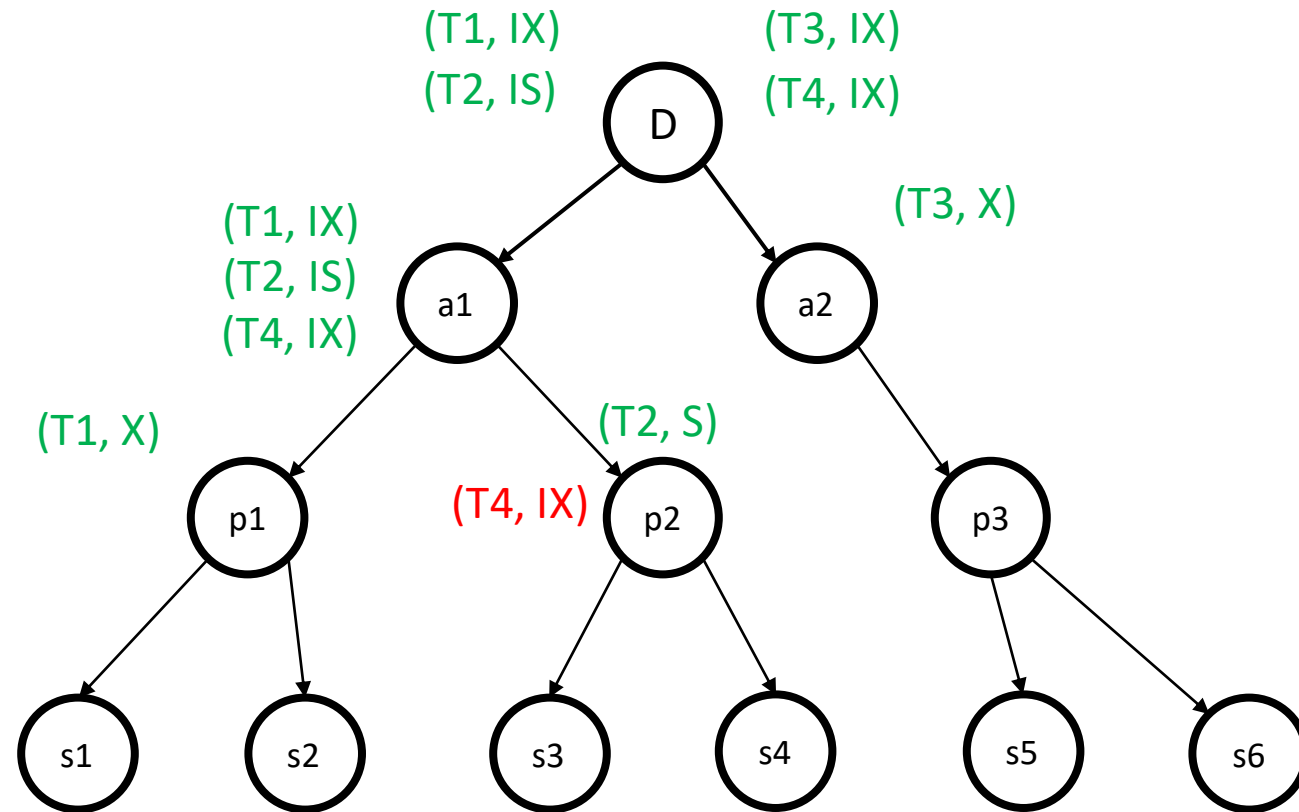 (T1, IX)
(T2, IS)
(T3, IX)
(T4, IX)
D
(T3, X)
(T1, IX)
(T2, IS)
(T4, IX)
a1
a2
(T1, X)
(T2, S)
(T4, IX)
p1
p2
p3
s1
s2
s3
s4
s5
s6